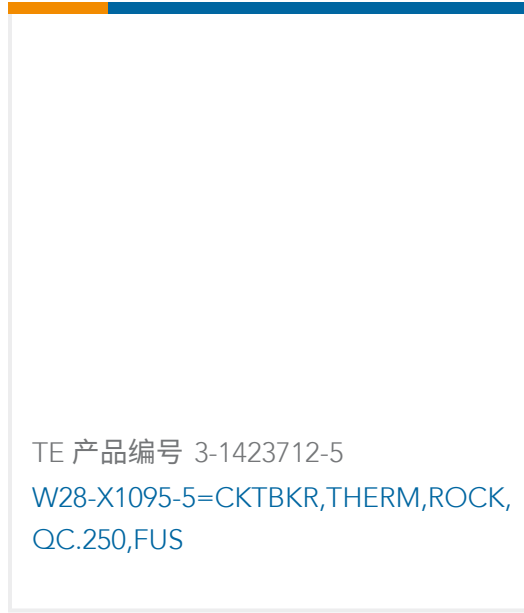 TE 产品编号 3-1423712-5
W28-X1095-5=CKTBKR,THERM,ROCK,
QC.250,FUS